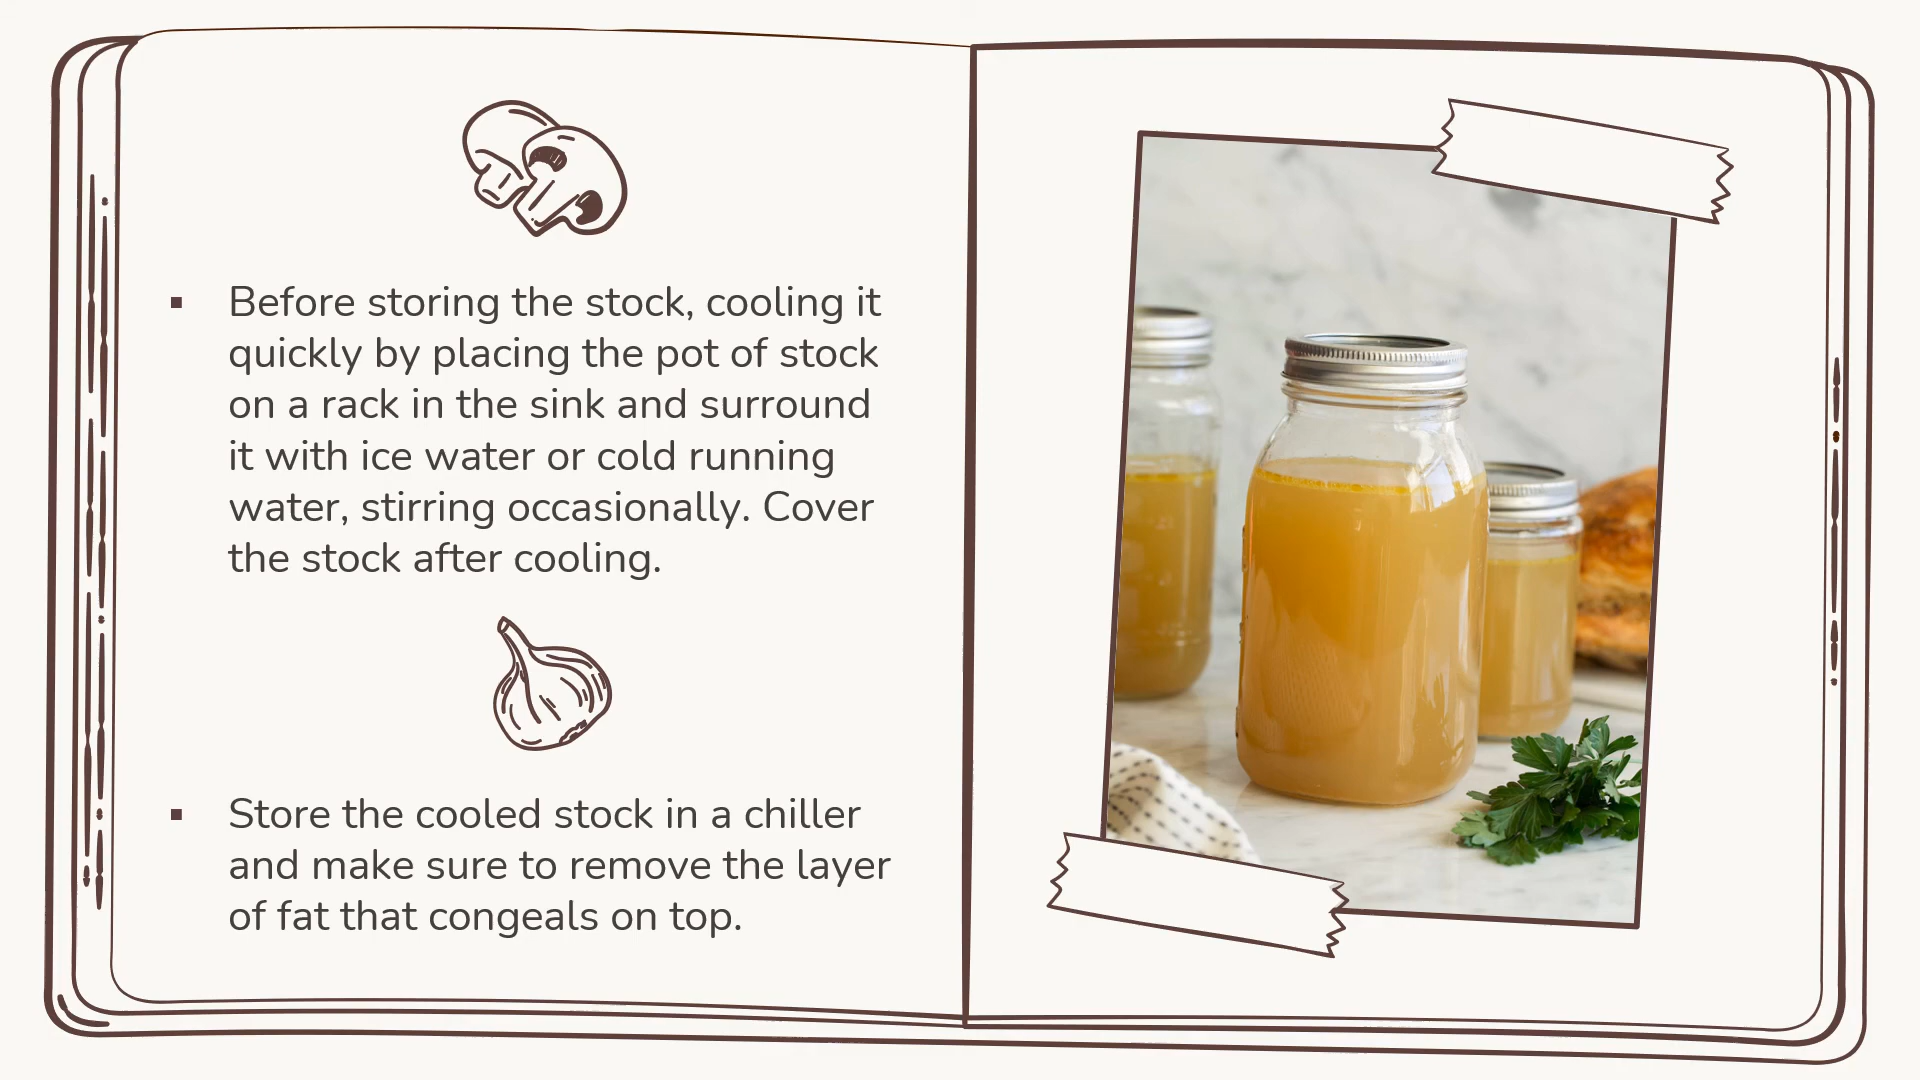 ▪ Before storing the stock, cooling it
quickly by placing the pot of stock
on a rack in the sink and surround
it with ice water or cold running
water, stirring occasionally. Cover
the stock after cooling.
▪ Store the cooled stock in a chiller
and make sure to remove the layer
of fat that congeals on top.